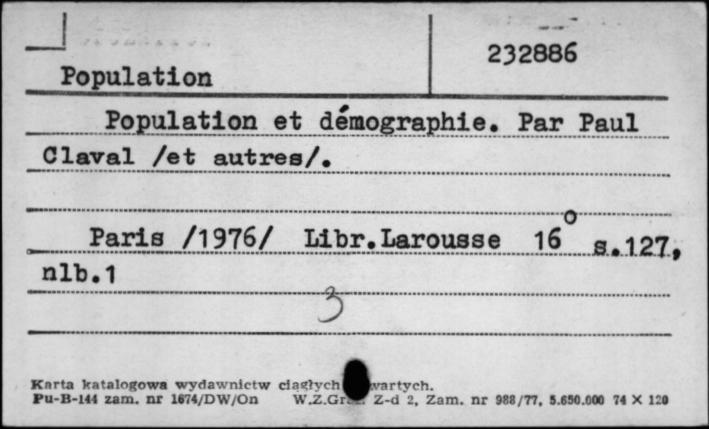 232886
Population
Population et démographie. Par Paul
Claval /et autres/.
Paris /1976/ Libr.Larousse 16° s.127,
nlb.1
3
Karta katalogowa wydawnictw ciągłych
Pu-B-144 zam. nr 1674/DW/On W.Z.Graf. Z-d 2, Zam. nr 988/77, 5.650.000 74 X 120